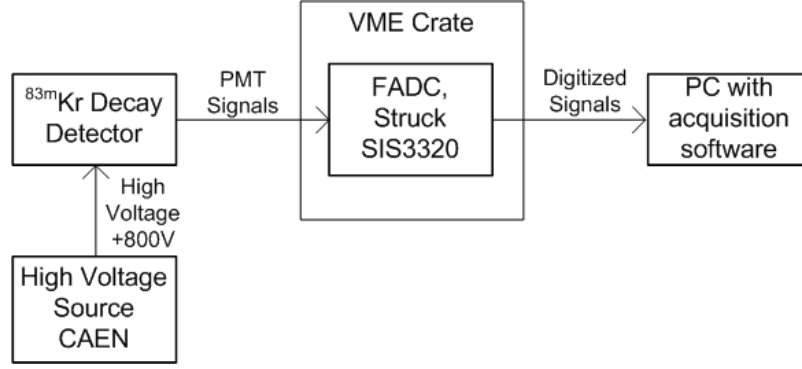 VME Crate
⁸³ᵐKr Decay
Detector
PMT
Signals
FADC,
Struck
SIS3320
Digitized
Signals
PC with
acquisition
software
High
Voltage
+800V
High Voltage
Source
CAEN